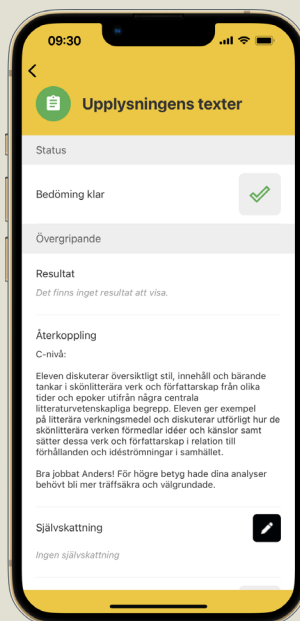 09:30
Upplysningens texter
Status
Bedöming klar
Övergripande
Resultat
Det finns inget resultat att visa.
Återkoppling
C-nivå:
Eleven diskuterar översiktligt stil, innehåll och bärande
tankar i skönlitterära verk och författarskap från olika
tider och epoker utifrån några centrala
litteraturvetenskapliga begrepp. Eleven ger exempel
på litterära verkningsmedel och diskuterar utförligt hur de
skönlitterära verken förmedlar idéer och känslor samt
sätter dessa verk och författarskap i relation till
förhållanden och idéströmningar i samhället.
Bra jobbat Anders! För högre betyg hade dina analyser
behövt bli mer träffsäkra och välgrundade.
Självskattning
Ingen självskattning